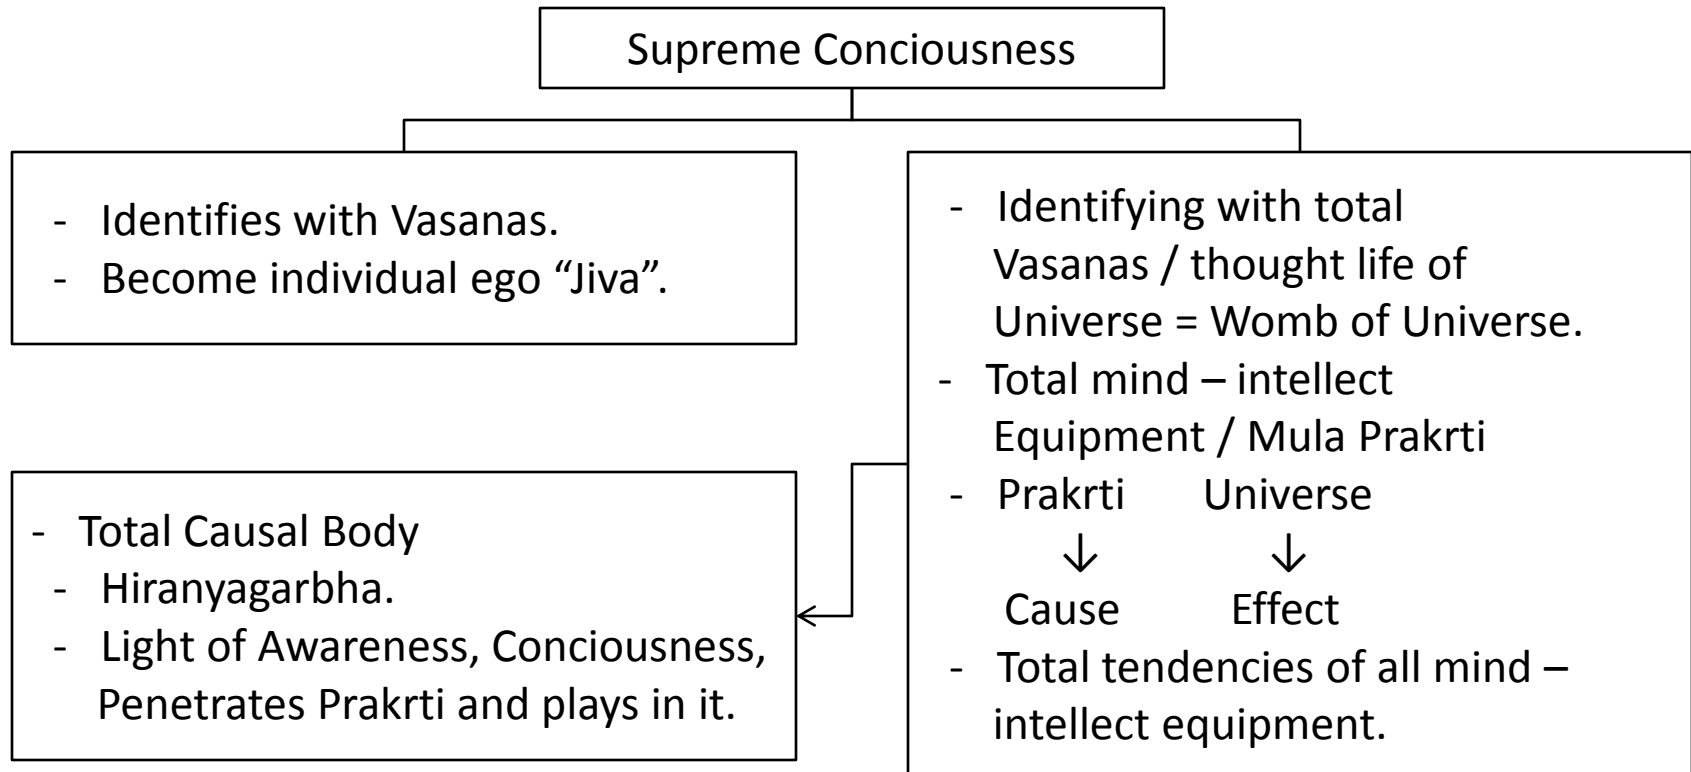 Supreme Conciousness
- Identifies with Vasanas.
- Become individual ego “Jiva”.
- Identifying with total
Vasanas / thought life of
Universe = Womb of Universe.
- Total mind – intellect
Equipment / Mula Prakrti
- Prakrti Universe
↓ ↓
Cause Effect
- Total tendencies of all mind –
intellect equipment.
- Total Causal Body
- Hiranyagarbha.
- Light of Awareness, Conciousness,
Penetrates Prakrti and plays in it.